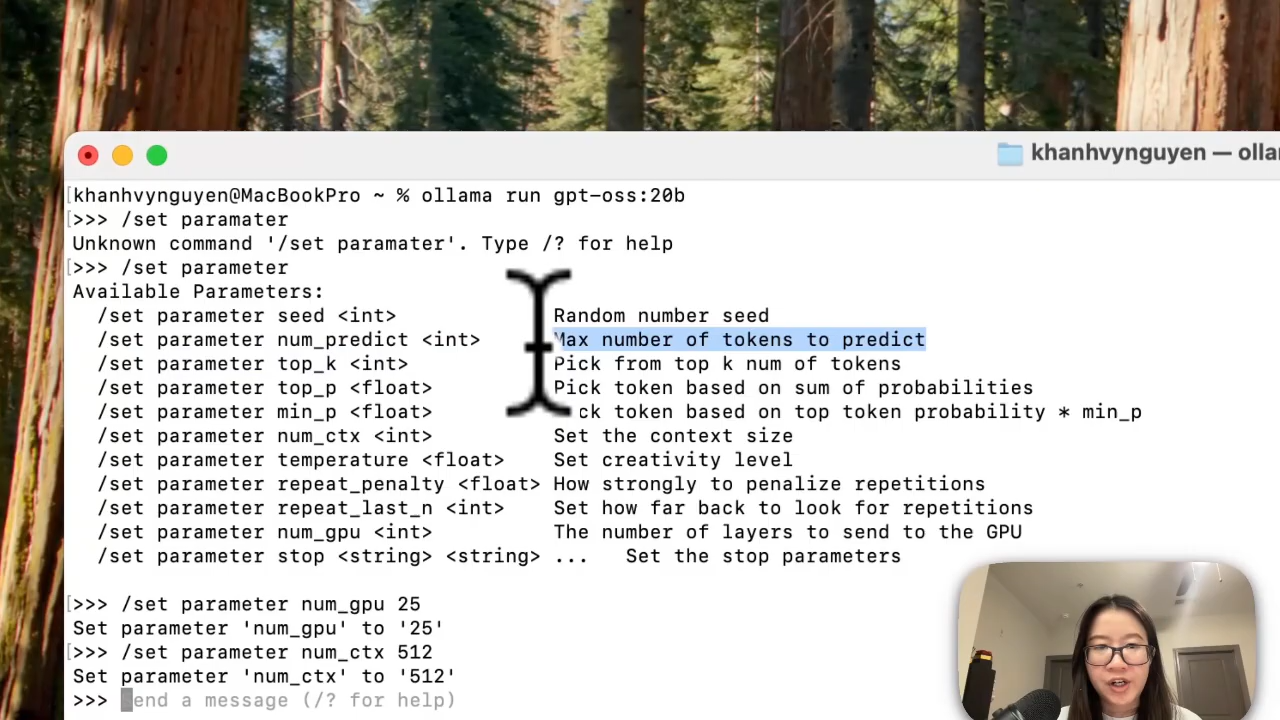 khanhvynguyen — olla
[khanhvynguyen@MacBookPro ~ % ollama run gpt-oss:20b
[>>> /set paramater
Unknown command '/set paramater'. Type /? for help
[>>> /set parameter
Available Parameters:
/set parameter seed <int> Random number seed
/set parameter num_predict <int> Max number of tokens to predict
/set parameter top_k <int> Pick from top k num of tokens
/set parameter top_p <float> Pick token based on sum of probabilities
/set parameter min_p <float> ck token based on top token probability * min_p
/set parameter num_ctx <int> Set the context size
/set parameter temperature <float> Set creativity level
/set parameter repeat_penalty <float> How strongly to penalize repetitions
/set parameter repeat_last_n <int> Set how far back to look for repetitions
/set parameter num_gpu <int> The number of layers to send to the GPU
/set parameter stop <string> <string> ... Set the stop parameters
[>>> /set parameter num_gpu 25
Set parameter 'num_gpu' to '25'
[>>> /set parameter num_ctx 512
Set parameter 'num_ctx' to '512'
>>> end a message (/? for help)